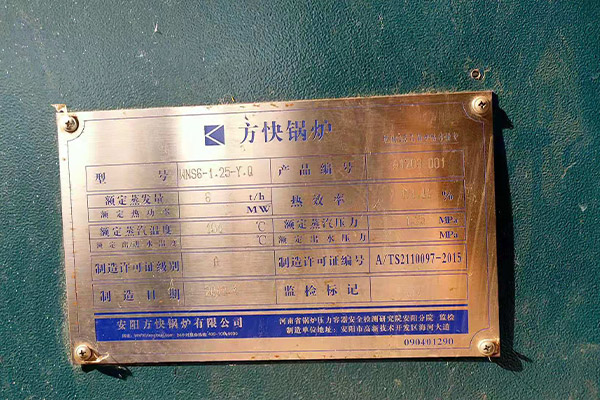 方快锅炉
型 号 WNS6-1.25-Y.Q 产品编号
额定蒸发量 6 t/h 热效率 %
额定热功率 MW
额定蒸汽温度 ℃ 额定蒸汽压力 MPa
额定出水温度 ℃ 额定出水压力 MPa
制造许可证级别 A 制造许可证编号 A/TS2110097-2015
制造日期 监检标记
安阳方快锅炉有限公司 河南省锅炉压力容器安全检测研究院安阳分院 监检
制造单位地址：安阳市高新技术开发区海河大道
090401290